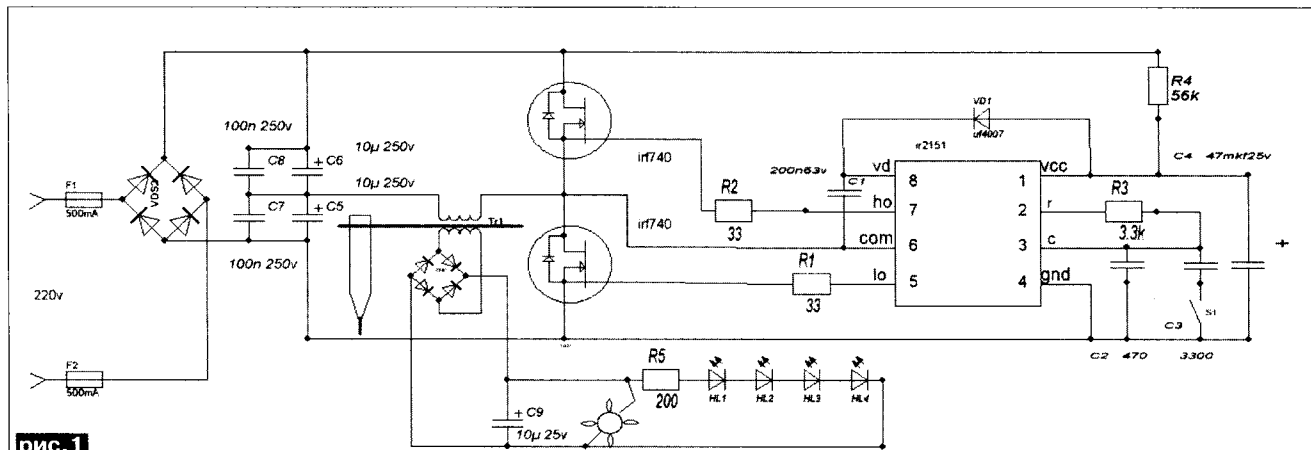 R4
56k
VD1
uf4007
100n 250v
ir2151
C4 47mkf25v
C8
+ C6
10µ 250v
irf740
200n63v
C1
vd
8
1
vcc
10µ 250v
F1
500mA
VDS2
R2
33
ho
7
2
r
R3
3.3k
C7
+ C5
Tr1
irf740
com
6
3
c
+
100n 250v
R1
33
lo
5
4
gnd
220v
C3
S1
C2 470
3300
F2
500mA
R5
200
HL1
HL2
HL3
HL4
+ C9
10µ 25v
рис. 1